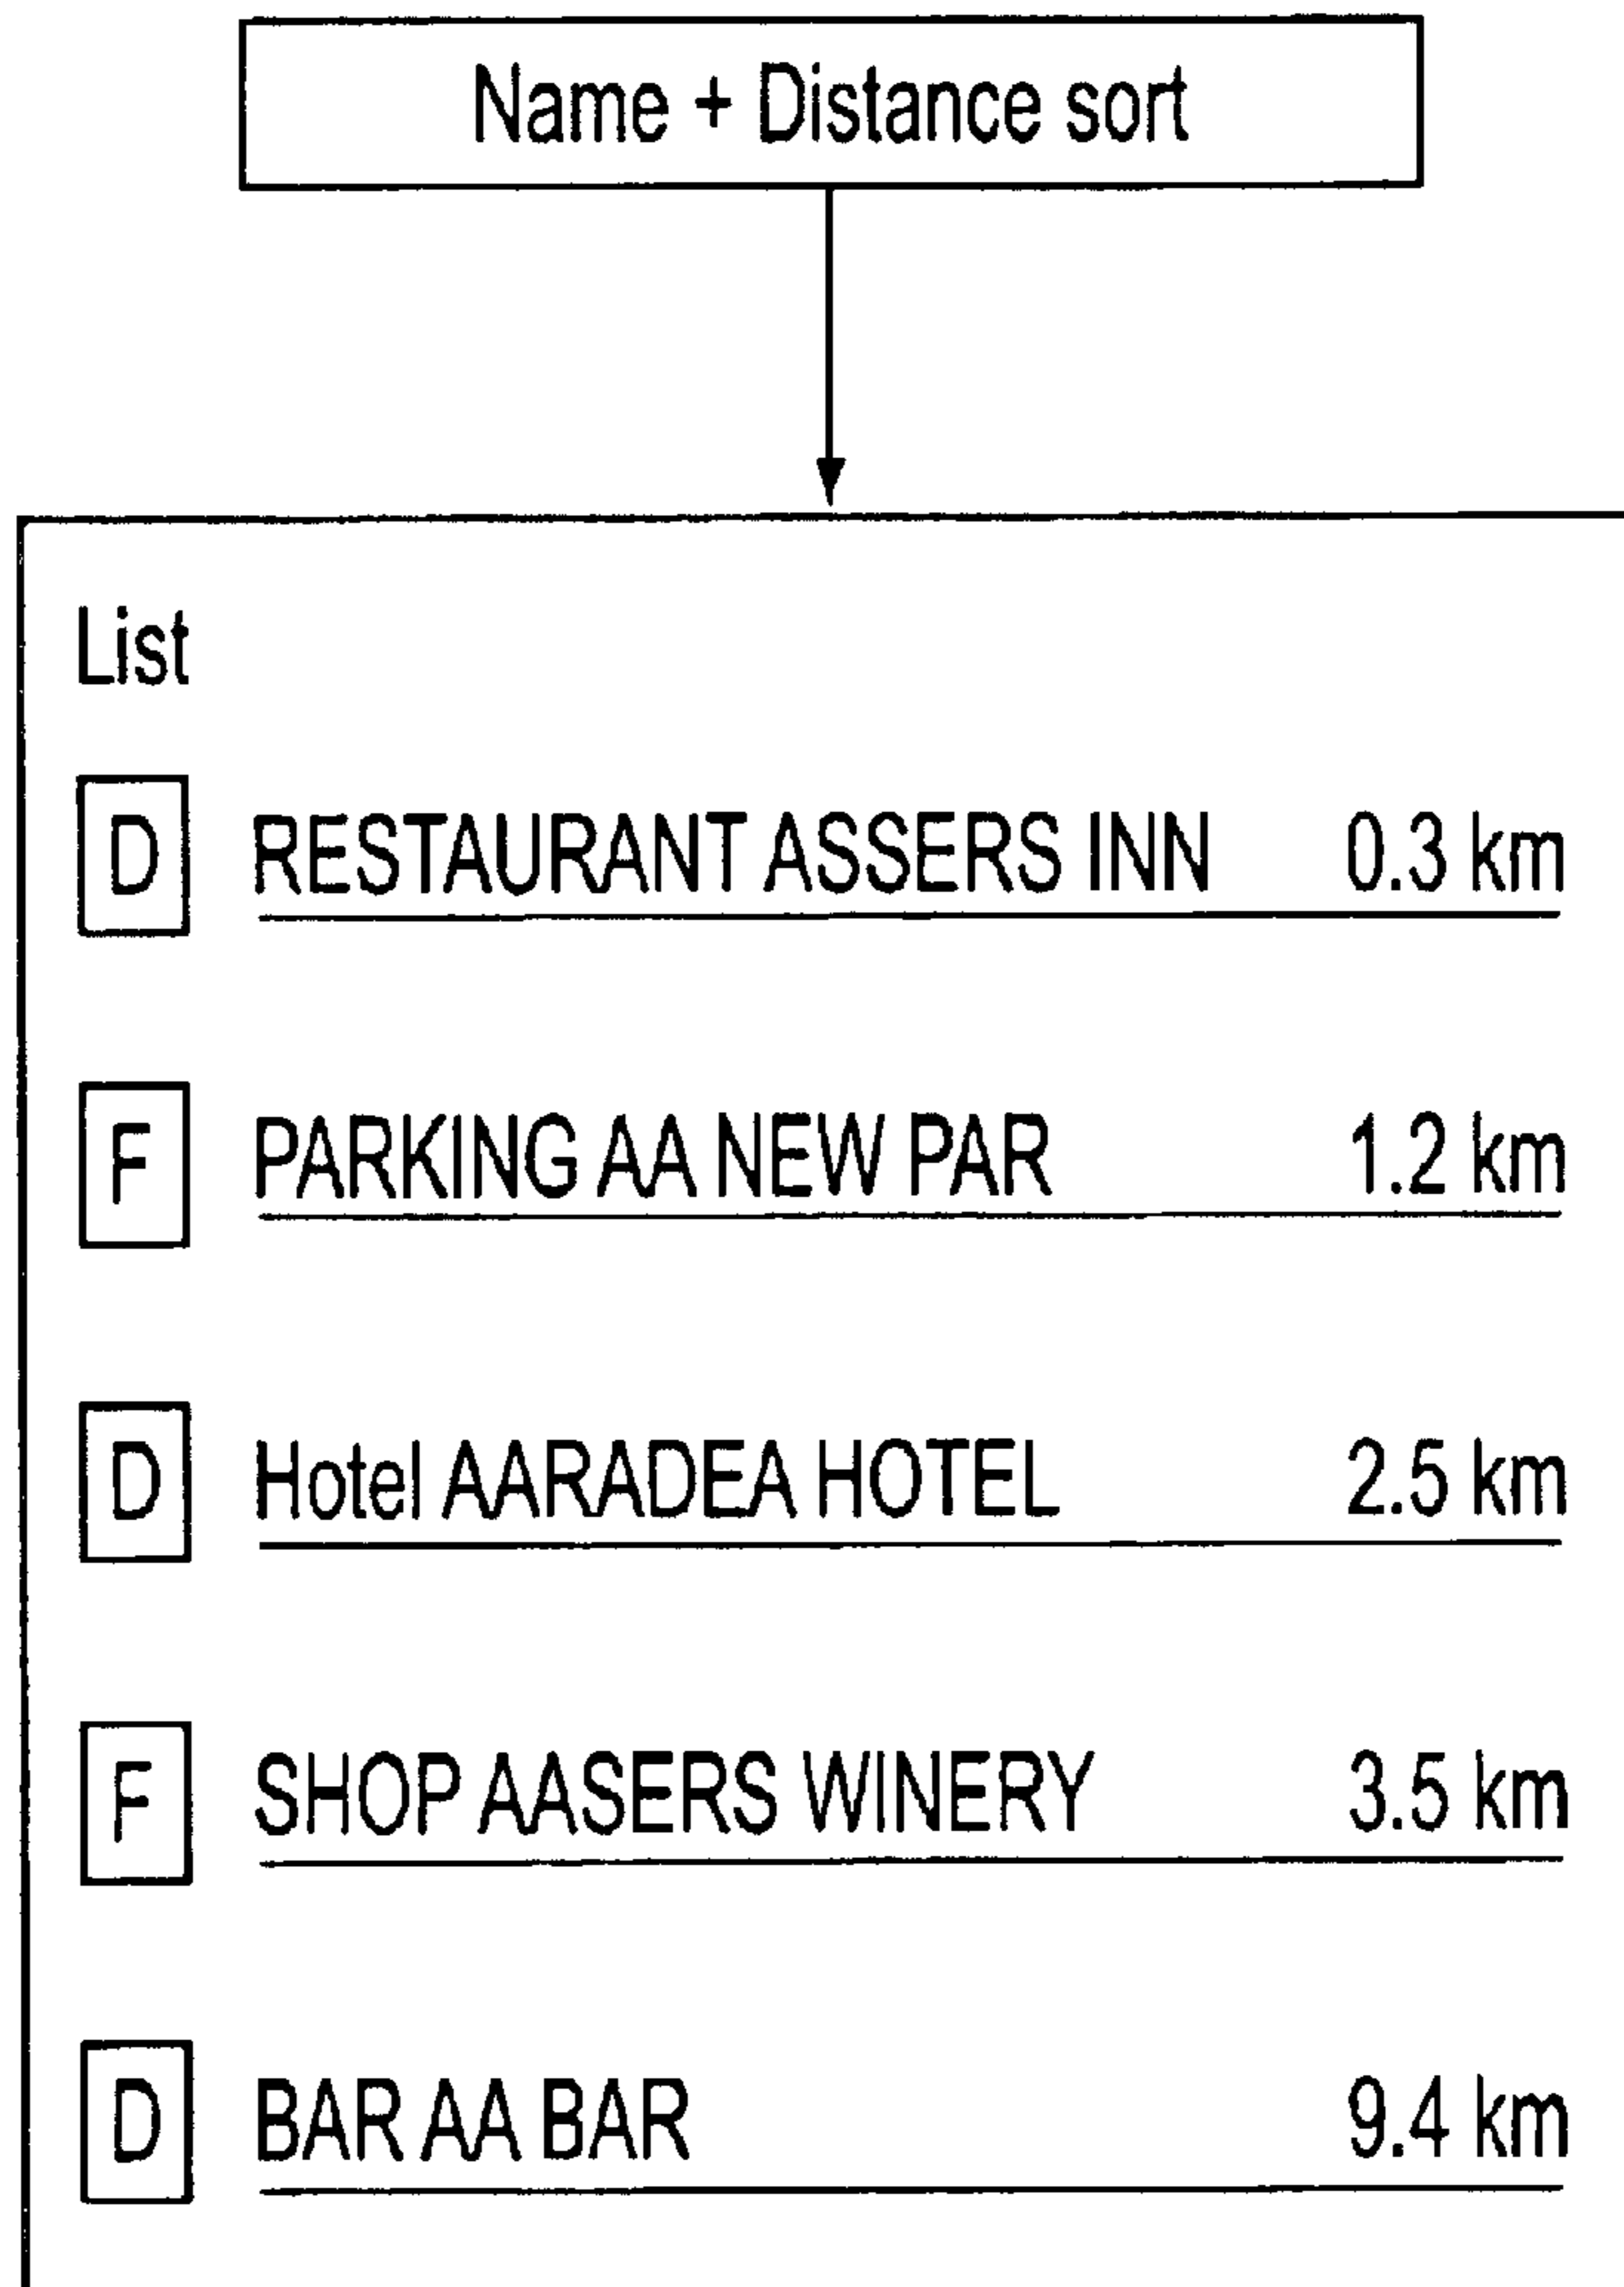 Name + Distance sort
List
D RESTAURANT ASSERS INN 0.3 km
F PARKING AA NEW PAR 1.2 km
D Hotel AARADEA HOTEL 2.5 km
F SHOP AASERS WINERY 3.5 km
D BAR AA BAR 9.4 km